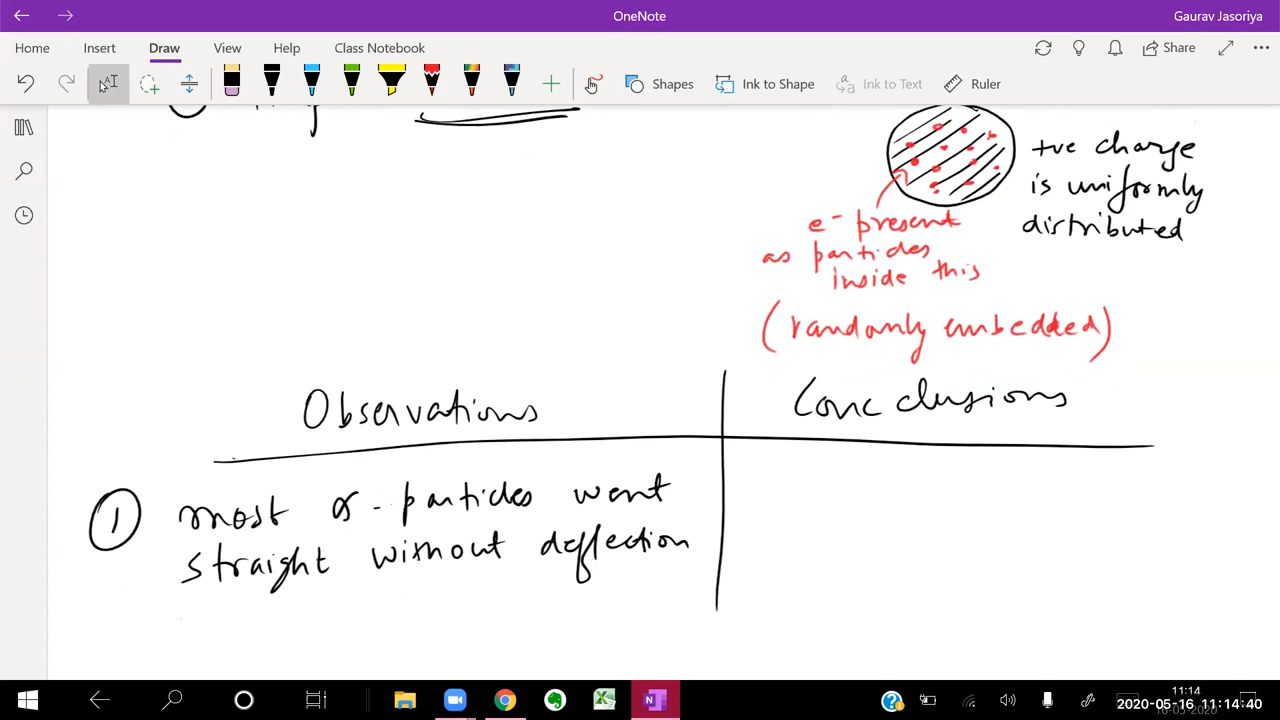 OneNote
Gaurav Jasoriya
Home Insert Draw View Help Class Notebook
Share
Shapes
Ink to Shape
Ink to Text
Ruler
+ve charge
is uniformly
distributed
e- present
as particles
inside this
(randomly embedded)
Observations
Conclusions
① most α-particles went
straight without deflection
11:14
2020-05-16 11:14:40